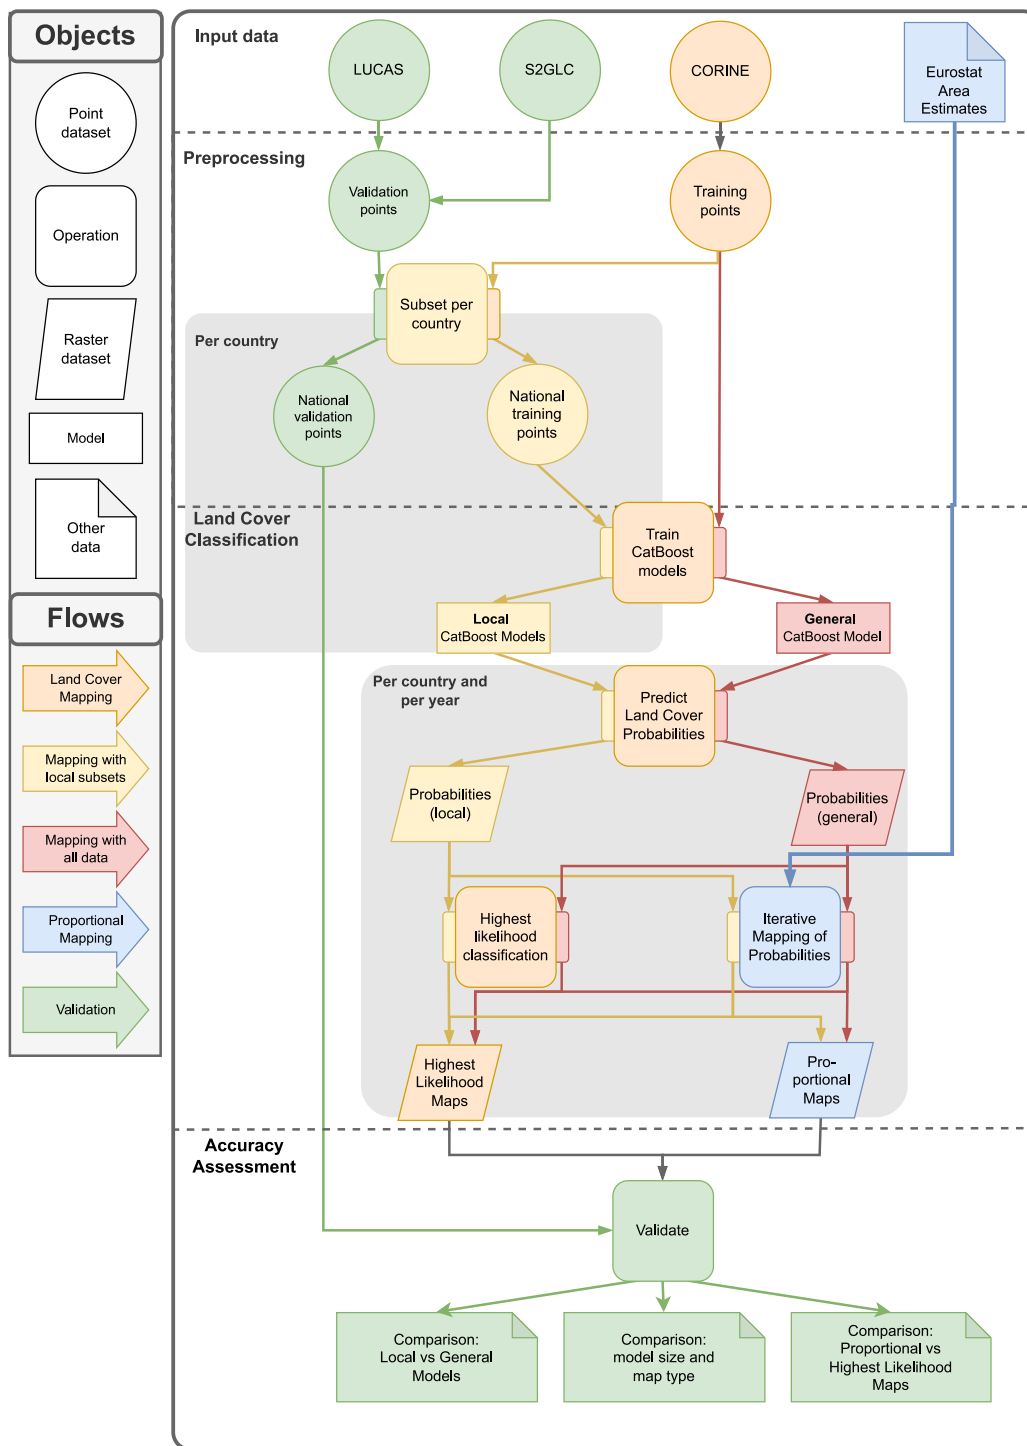 Objects
Point
dataset
Operation
Raster
dataset
Model
Other
data
Flows
Land Cover
Mapping
Mapping with
local subsets
Mapping with
all data
Proportional
Mapping
Validation
Input data
LUCAS
S2GLC
CORINE
Eurostat
Area
Estimates
Preprocessing
Validation
points
Training
points
Subset per
country
Per country
National
validation
points
National
training
points
Land Cover
Classification
Train
CatBoost
models
Local
CatBoost Models
General
CatBoost Model
Per country and
per year
Predict
Land Cover
Probabilities
Probabilities
(local)
Probabilities
(general)
Highest
likelihood
classification
Iterative
Mapping of
Probabilities
Highest
Likelihood
Maps
Pro-
portional
Maps
Accuracy
Assessment
Validate
Comparison:
Local vs General
Models
Comparison:
model size and
map type
Comparison:
Proportional vs
Highest Likelihood
Maps